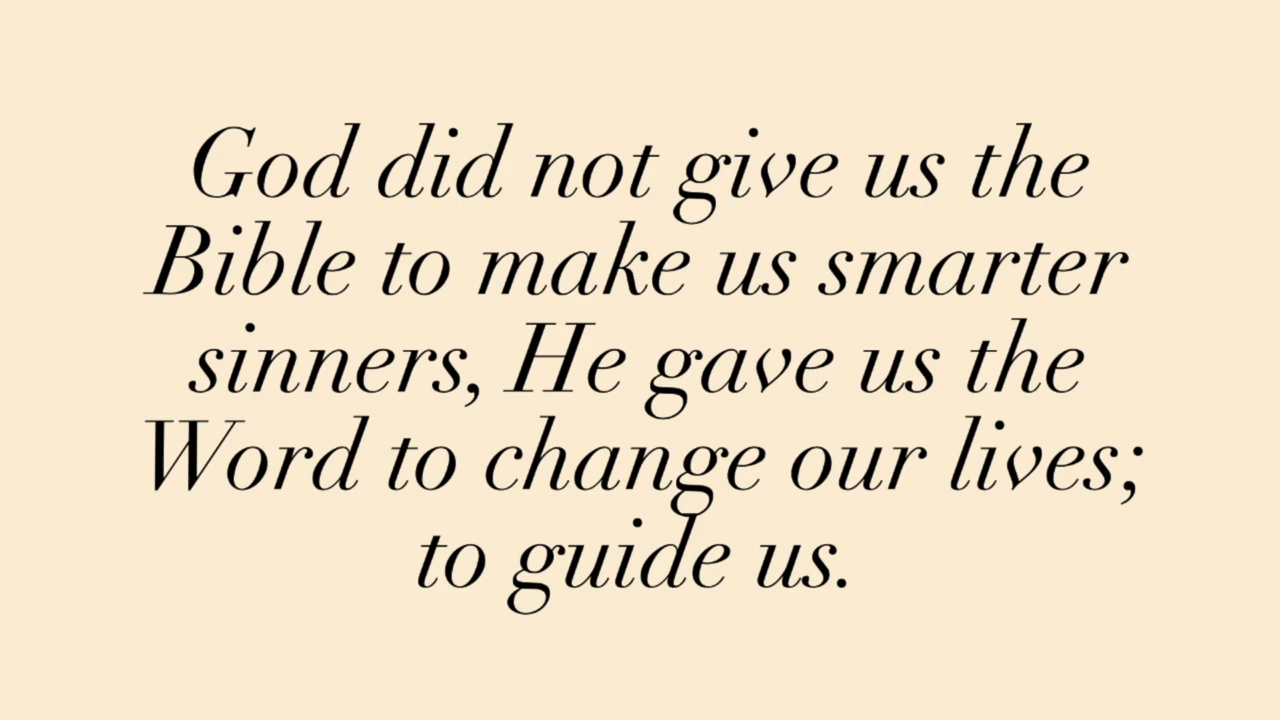 God did not give us the
Bible to make us smarter
sinners, He gave us the
Word to change our lives;
to guide us.